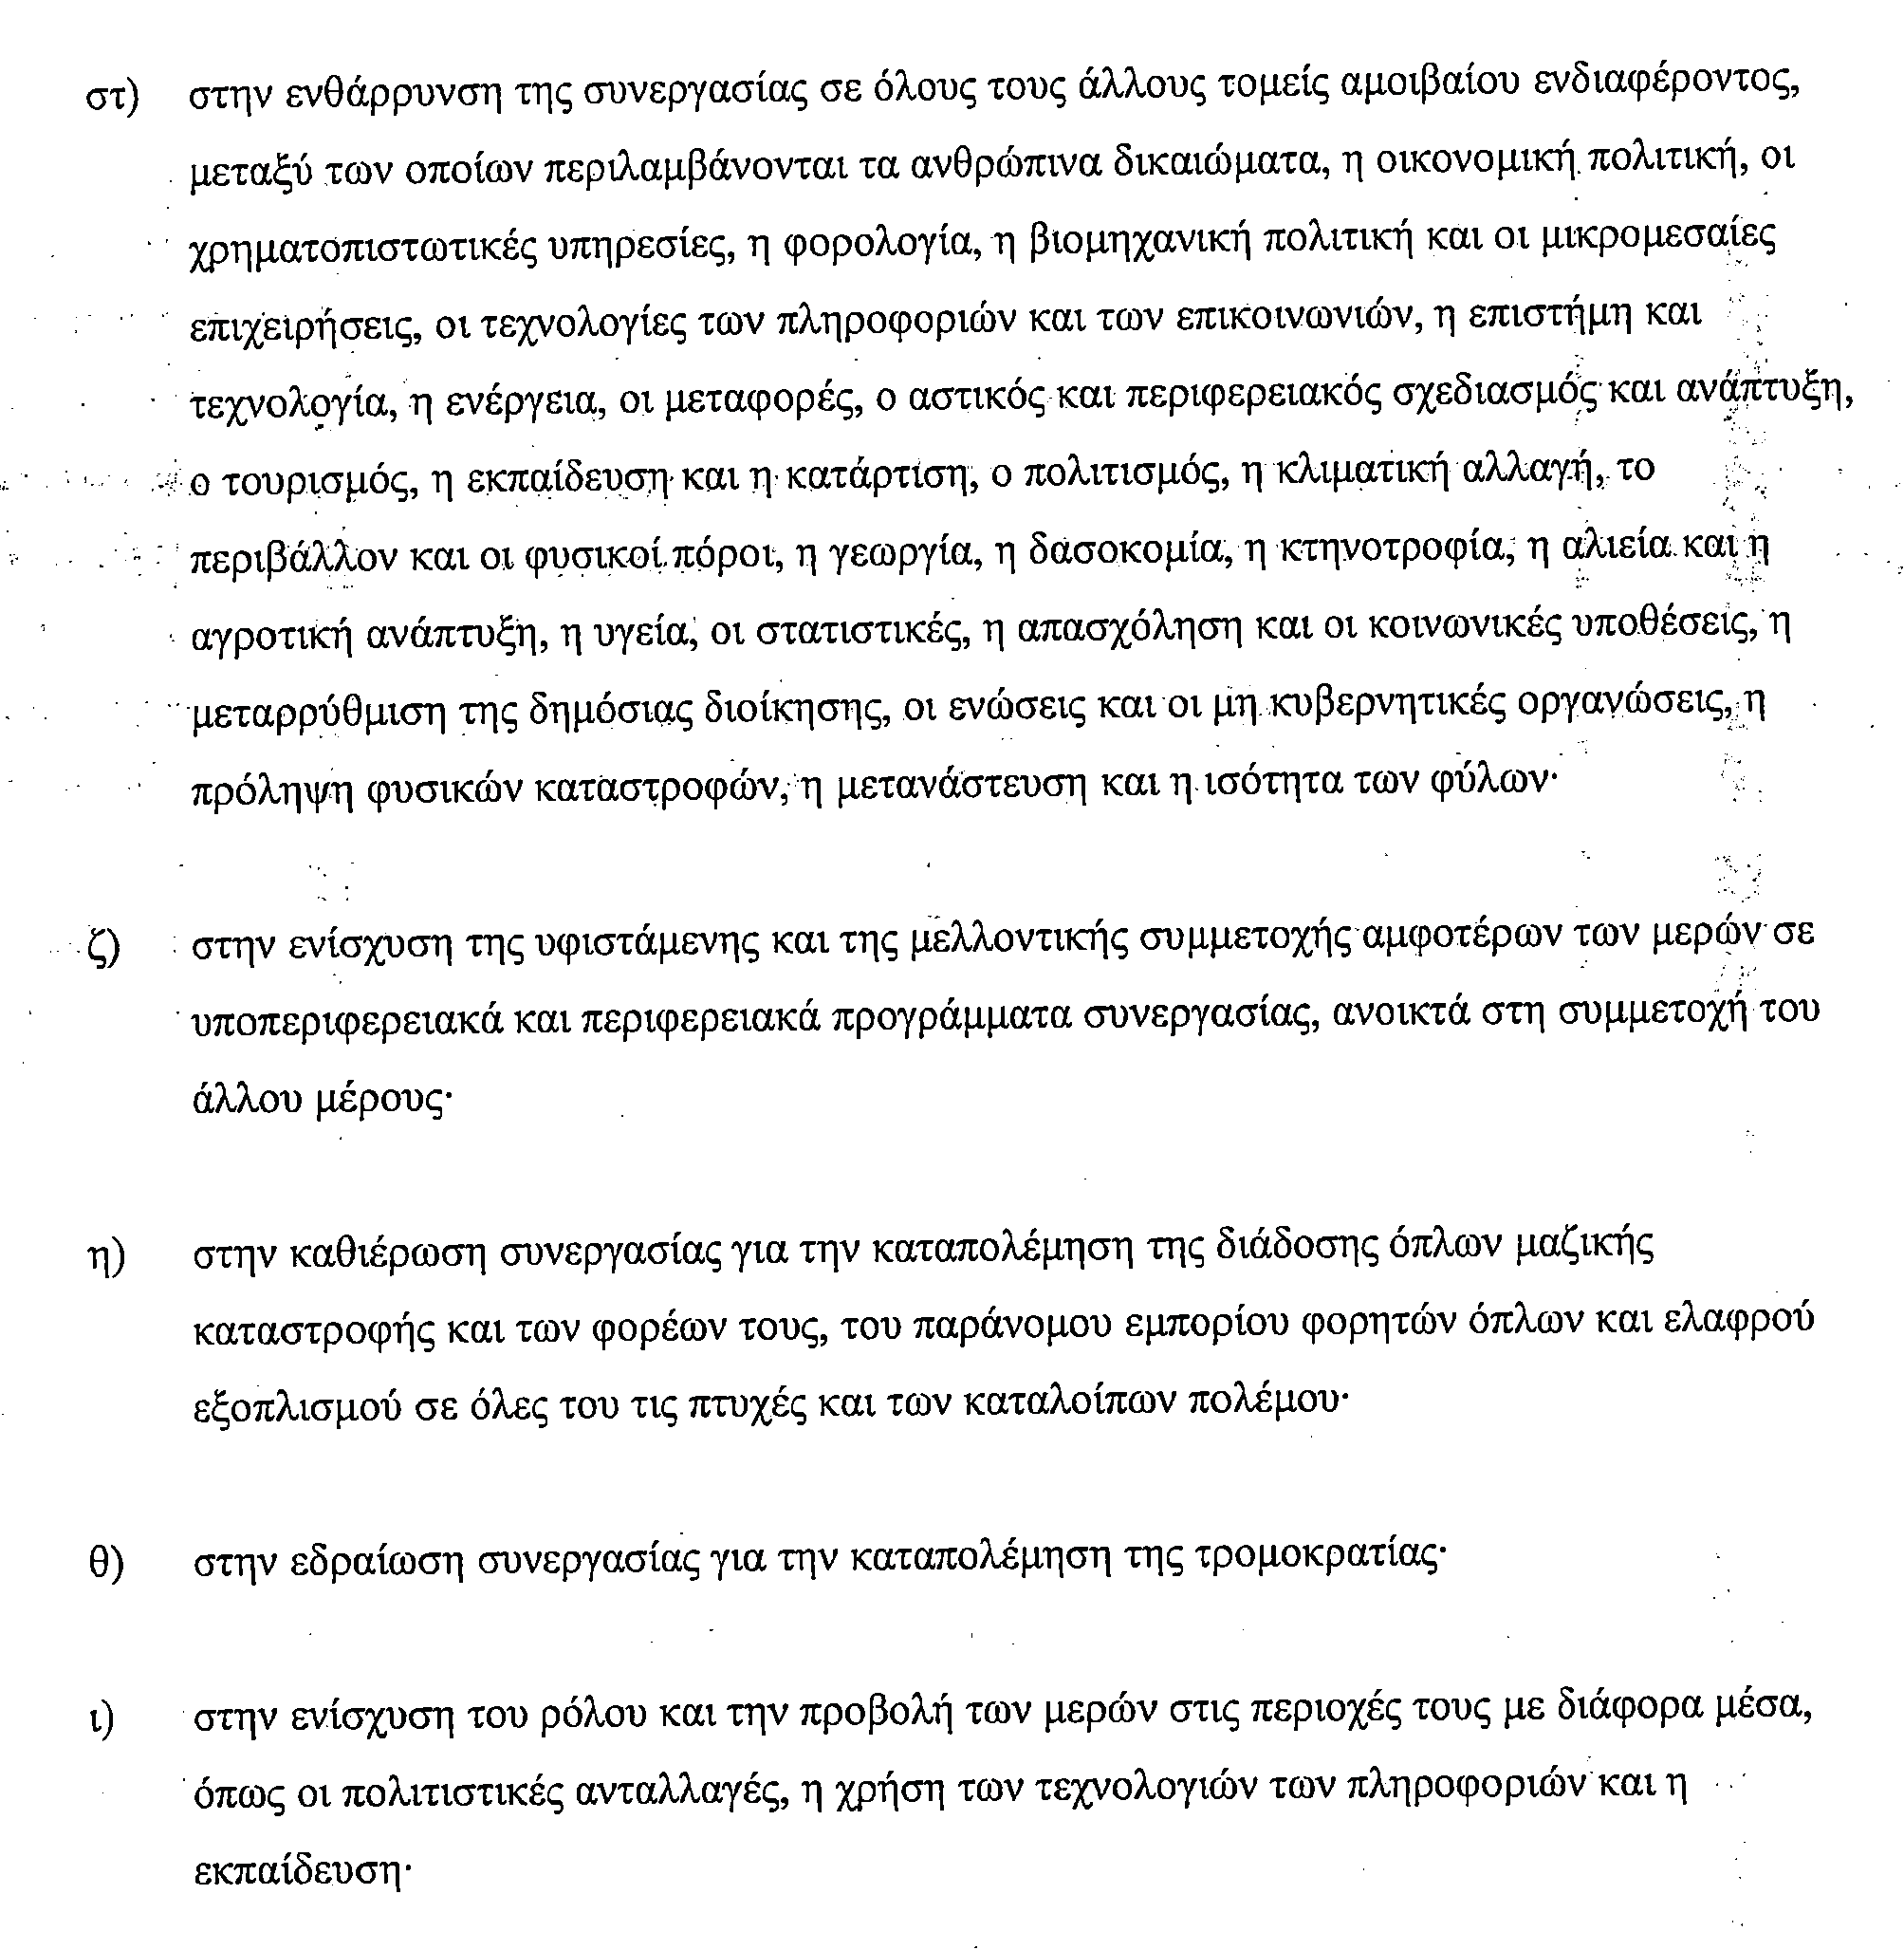 στ) στην ενθάρρυνση της συνεργασίας σε όλους τους άλλους τομείς αμοιβαίου ενδιαφέροντος,
μεταξύ των οποίων περιλαμβάνονται τα ανθρώπινα δικαιώματα, η οικονομική πολιτική, οι
χρηματοπιστωτικές υπηρεσίες, η φορολογία, η βιομηχανική πολιτική και οι μικρομεσαίες
επιχειρήσεις, οι τεχνολογίες των πληροφοριών και των επικοινωνιών, η επιστήμη και
τεχνολογία, η ενέργεια, οι μεταφορές, ο αστικός και περιφερειακός σχεδιασμός και ανάπτυξη,
ο τουρισμός, η εκπαίδευση και η κατάρτιση, ο πολιτισμός, η κλιματική αλλαγή, το
περιβάλλον και οι φυσικοί πόροι, η γεωργία, η δασοκομία, η κτηνοτροφία, η αλιεία και η
αγροτική ανάπτυξη, η υγεία, οι στατιστικές, η απασχόληση και οι κοινωνικές υποθέσεις, η
μεταρρύθμιση της δημόσιας διοίκησης, οι ενώσεις και οι μη κυβερνητικές οργανώσεις, η
πρόληψη φυσικών καταστροφών, η μετανάστευση και η ισότητα των φύλων·
ζ) στην ενίσχυση της υφιστάμενης και της μελλοντικής συμμετοχής αμφοτέρων των μερών σε
υποπεριφερειακά και περιφερειακά προγράμματα συνεργασίας, ανοικτά στη συμμετοχή του
άλλου μέρους·
η) στην καθιέρωση συνεργασίας για την καταπολέμηση της διάδοσης όπλων μαζικής
καταστροφής και των φορέων τους, του παράνομου εμπορίου φορητών όπλων και ελαφρού
εξοπλισμού σε όλες του τις πτυχές και των καταλοίπων πολέμου·
θ) στην εδραίωση συνεργασίας για την καταπολέμηση της τρομοκρατίας·
ι) στην ενίσχυση του ρόλου και την προβολή των μερών στις περιοχές τους με διάφορα μέσα,
όπως οι πολιτιστικές ανταλλαγές, η χρήση των τεχνολογιών των πληροφοριών και η
εκπαίδευση·